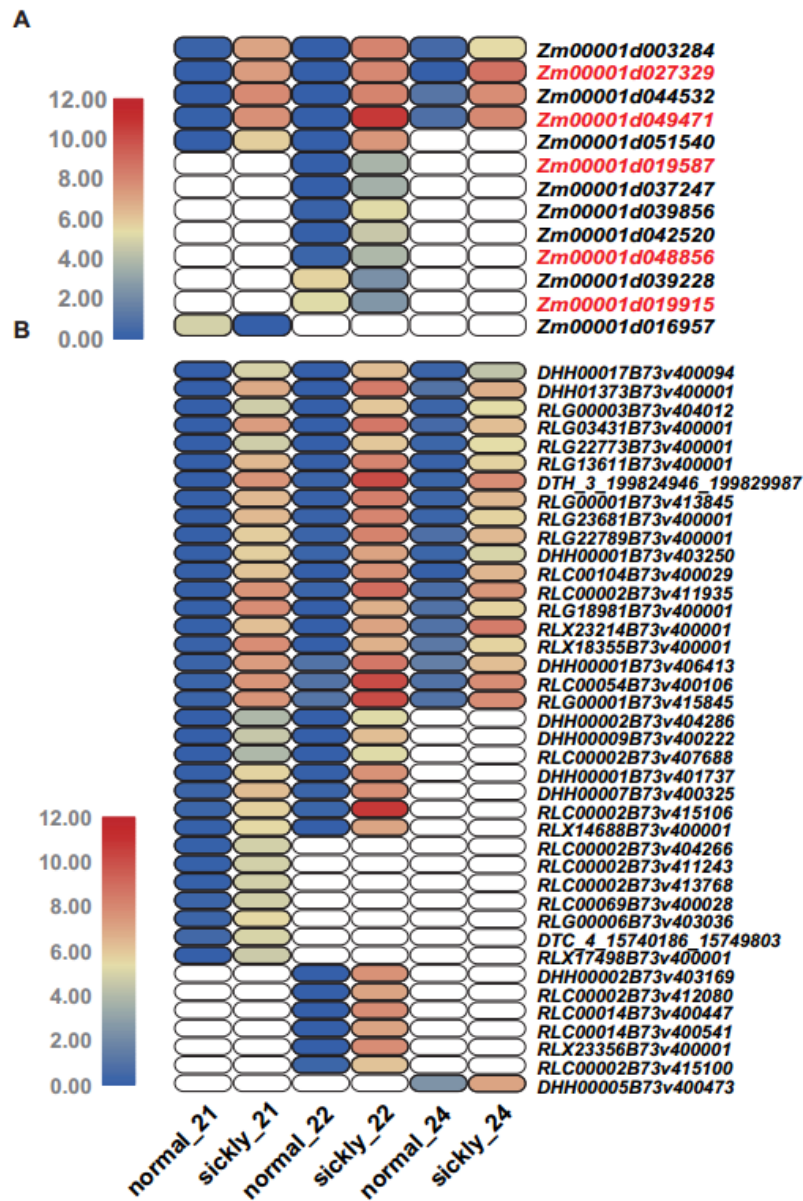 A
12.00
10.00
8.00
6.00
4.00
2.00
0.00
Zm00001d003284
Zm00001d027329
Zm00001d044532
Zm00001d049471
Zm00001d051540
Zm00001d019587
Zm00001d037247
Zm00001d039856
Zm00001d042520
Zm00001d048856
Zm00001d039228
Zm00001d019915
Zm00001d016957
B
12.00
10.00
8.00
6.00
4.00
2.00
0.00
DHH00017B73v400094
DHH01373B73v400001
RLG00003B73v404012
RLG03431B73v400001
RLG22773B73v400001
RLG13611B73v400001
DTH_3_199824946_199829987
RLG00001B73v413845
RLG23681B73v400001
RLG22789B73v400001
DHH00001B73v403250
RLC00104B73v400029
RLC00002B73v411935
RLG18981B73v400001
RLX23214B73v400001
RLX18355B73v400001
DHH00001B73v406413
RLC00054B73v400106
RLG00001B73v415845
DHH00002B73v404286
DHH00009B73v400222
RLC00002B73v407688
DHH00001B73v401737
DHH00007B73v400325
RLC00002B73v415106
RLX14688B73v400001
RLC00002B73v404266
RLC00002B73v411243
RLC00002B73v413768
RLC00069B73v400028
RLG00006B73v403036
DTC_4_15740186_15749803
RLX17498B73v400001
DHH00002B73v403169
RLC00002B73v412080
RLC00014B73v400447
RLC00014B73v400541
RLX23356B73v400001
RLC00002B73v415100
DHH00005B73v400473
normal_21
sickly_21
normal_22
sickly_22
normal_24
sickly_24